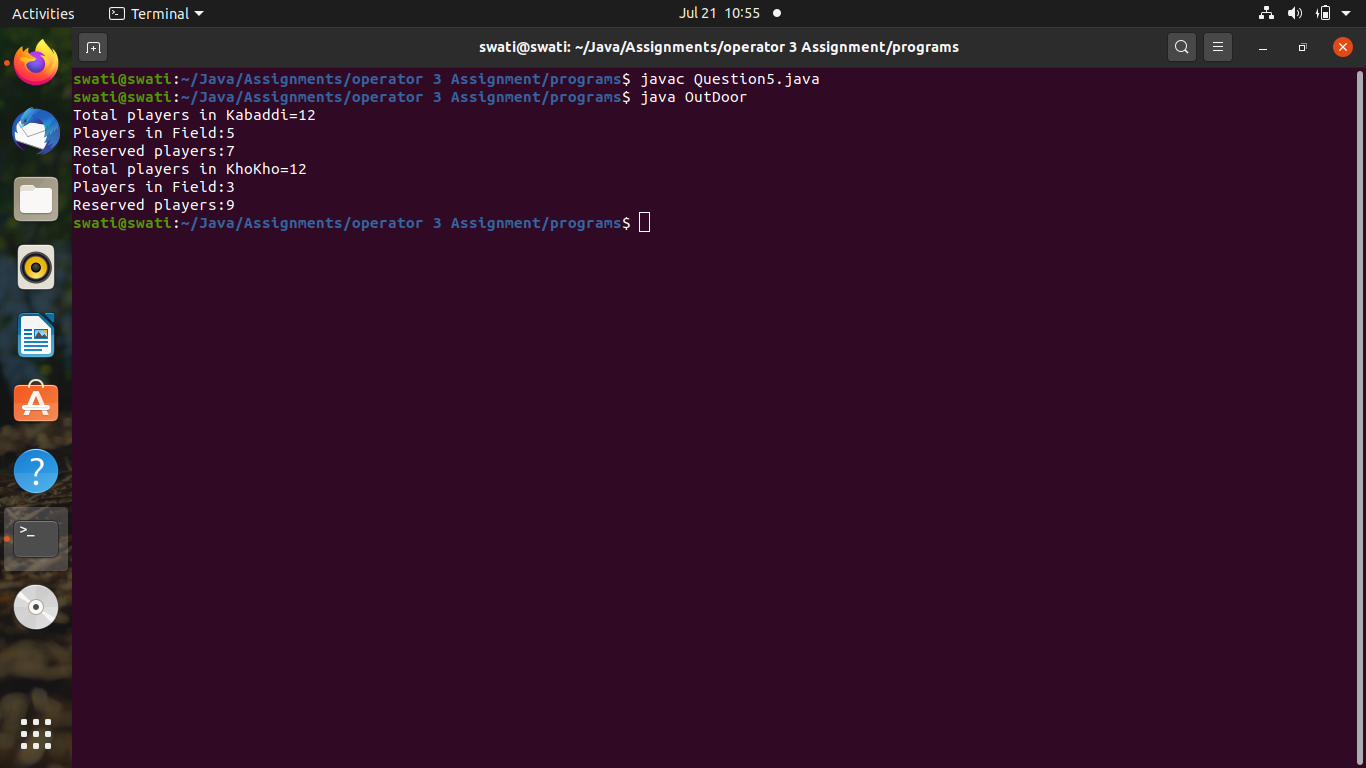 Activities Terminal Jul 21 10:55
swati@swati: ~/Java/Assignments/operator 3 Assignment/programs
swati@swati:~/Java/Assignments/operator 3 Assignment/programs$ javac Question5.java
swati@swati:~/Java/Assignments/operator 3 Assignment/programs$ java OutDoor
Total players in Kabaddi=12
Players in Field:5
Reserved players:7
Total players in KhoKho=12
Players in Field:3
Reserved players:9
swati@swati:~/Java/Assignments/operator 3 Assignment/programs$